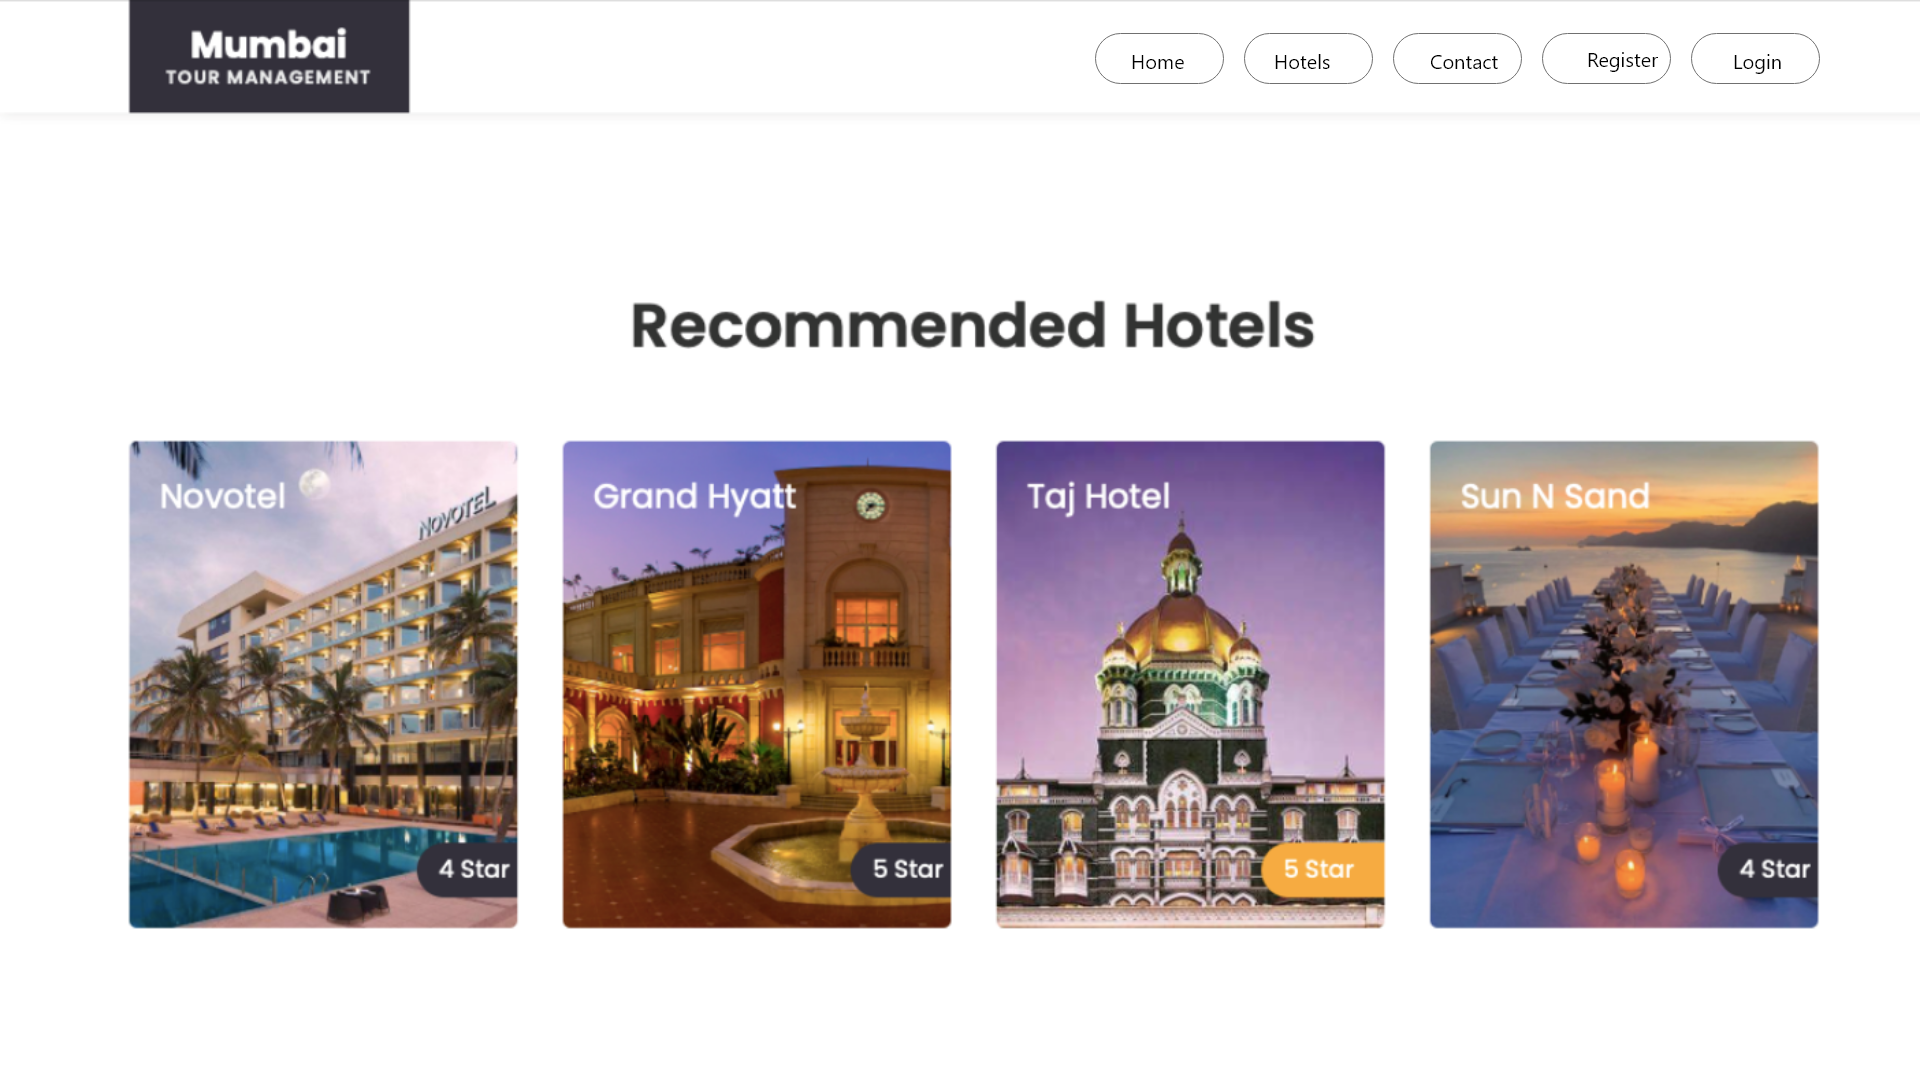 Mumbai
TOUR MANAGEMENT
Home
Hotels
Contact
Register
Login
Recommended Hotels
Novotel
NOVOTEL
4 Star
Grand Hyatt
5 Star
Taj Hotel
5 Star
Sun N Sand
4 Star